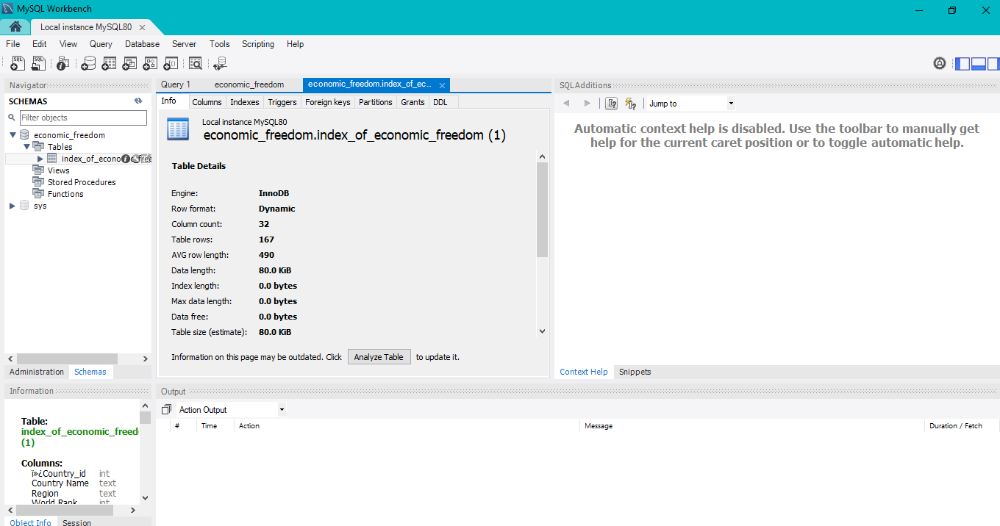 MySQL Workbench
Local instance MySQL80
File Edit View Query Database Server Tools Scripting Help
Navigator
SCHEMAS
Filter objects
economic_freedom
Tables
index_of_econo
Views
Stored Procedures
Functions
sys
Administration Schemas
Information
Table:
index_of_economic_freed
(1)
Columns:
ï»¿Country_id int
Country Name text
Region text
World Rank int
Object Info Session
Query 1 economic_freedom economic_freedom.index_of_ec...
Info Columns Indexes Triggers Foreign keys Partitions Grants DDL
Local instance MySQL80
economic_freedom.index_of_economic_freedom (1)
Table Details
Engine: InnoDB
Row format: Dynamic
Column count: 32
Table rows: 167
AVG row length: 490
Data length: 80.0 KiB
Index length: 0.0 bytes
Max data length: 0.0 bytes
Data free: 0.0 bytes
Table size (estimate): 80.0 KiB
Information on this page may be outdated. Click Analyze Table to update it.
SQLAdditions
Jump to
Automatic context help is disabled. Use the toolbar to manually get
help for the current caret position or to toggle automatic help.
Context Help Snippets
Output
Action Output
# Time Action Message Duration / Fetch